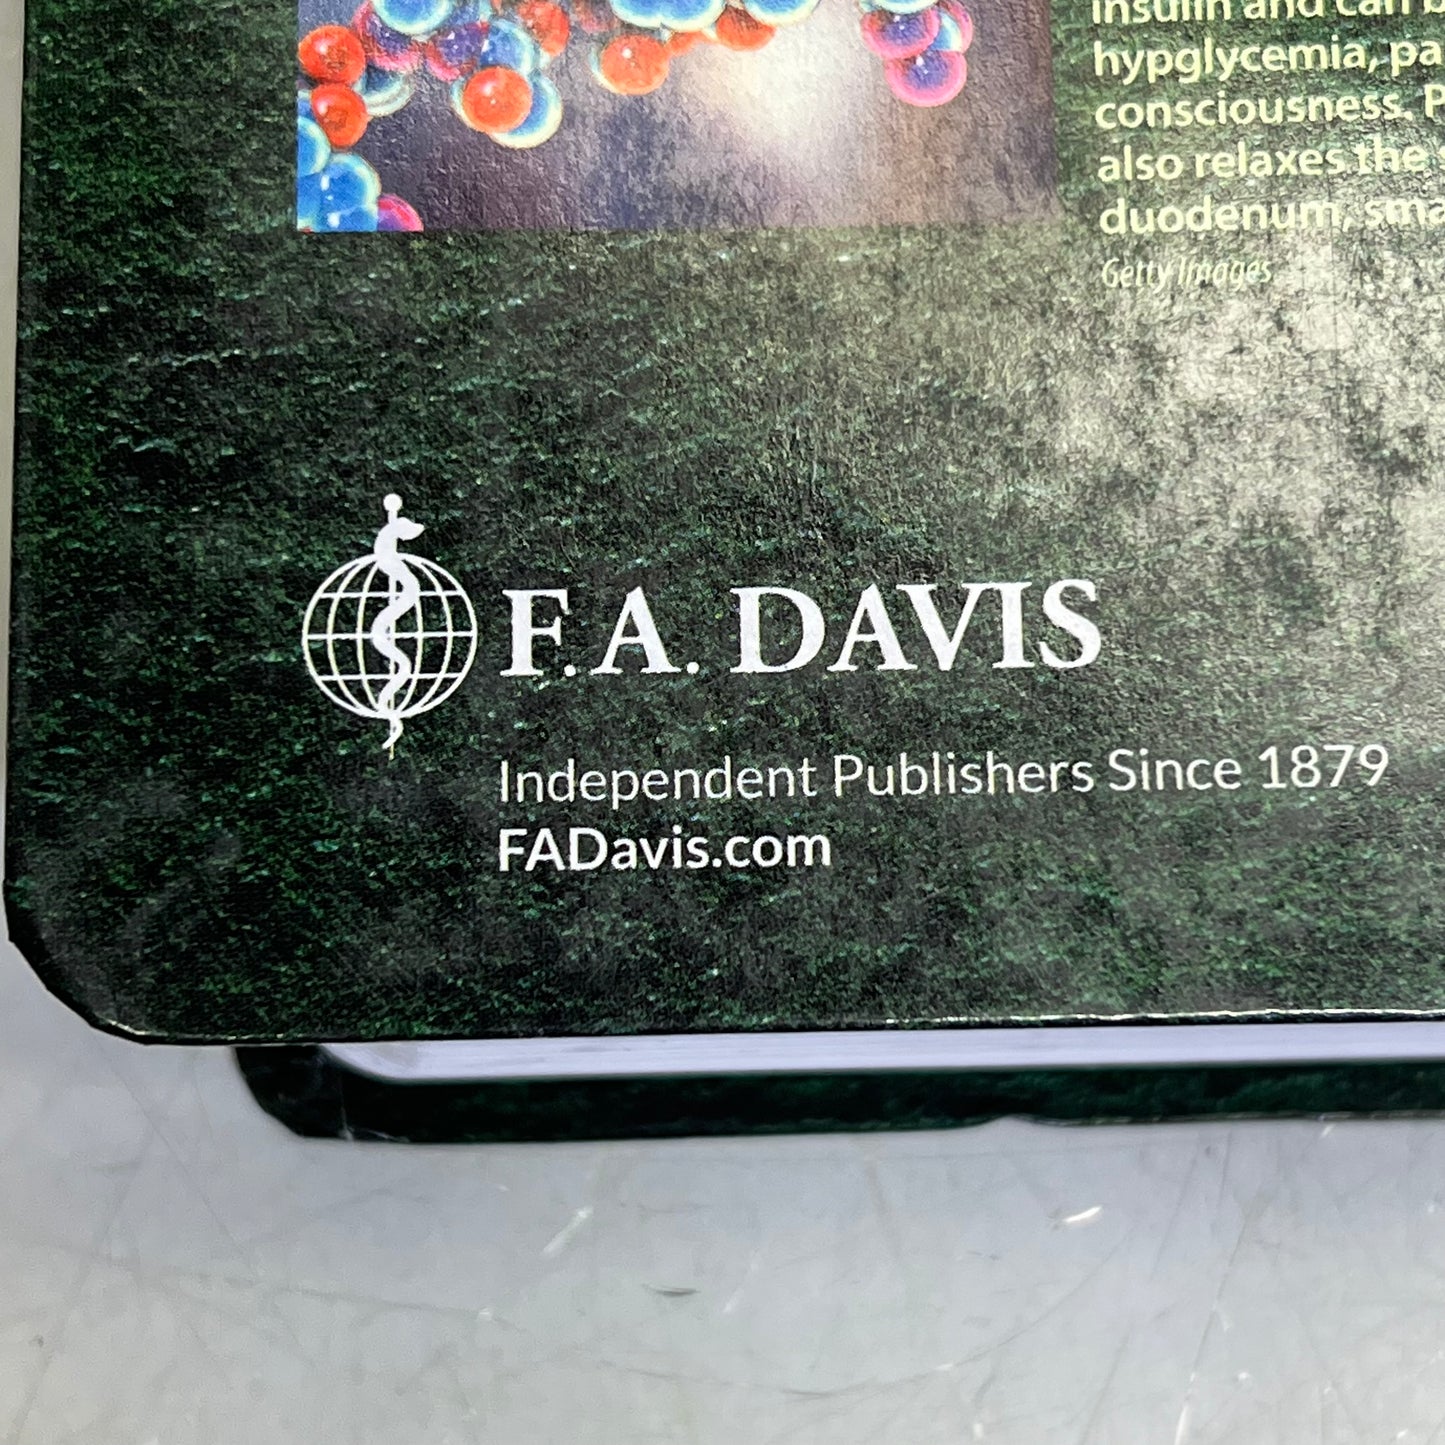 insulin and can b
hypglycemia, pa
consciousness. P
also relaxes the s
duodenum, sma
Getty Images
F.A. DAVIS
Independent Publishers Since 1879
FADavis.com